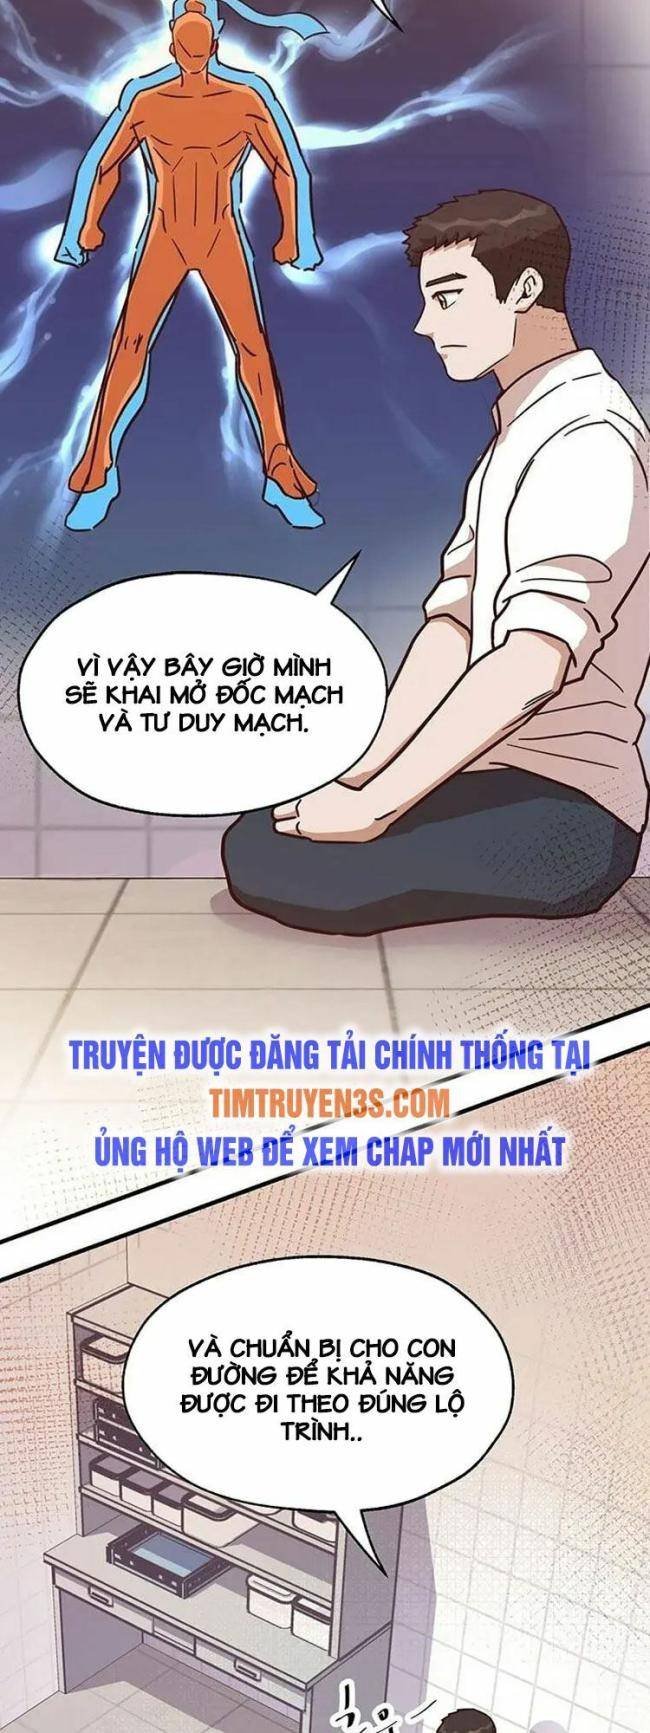 VÌ VẬY BÂY GIỜ MÌNH
SẼ KHAI MỞ ĐỐC MẠCH
VÀ TƯ DUY MẠCH.
TRUYỆN ĐƯỢC ĐĂNG TẢI CHÍNH THỐNG TẠI
TIMTRUYEN3S.COM
ỦNG HỘ WEB ĐỂ XEM CHAP MỚI NHẤT
VÀ CHUẨN BỊ CHO CON
ĐƯỜNG ĐỂ KHẢ NĂNG
ĐƯỢC ĐI THEO ĐÚNG LỘ
TRÌNH..